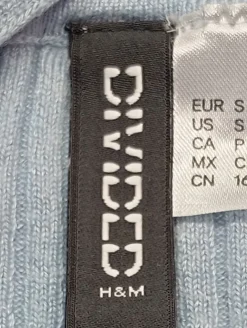 DIVIDED
H&M
EUR S
US S
CA P
MX C
CN 16